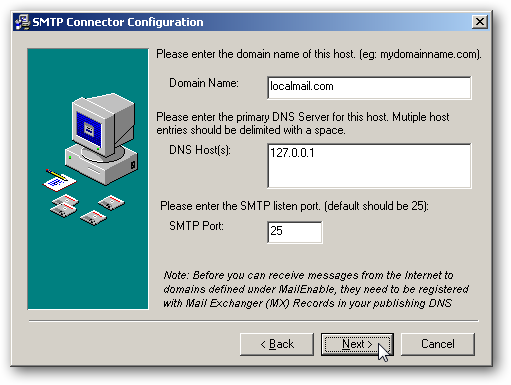 SMTP Connector Configuration
Please enter the domain name of this host. (eg: mydomainname.com).
Domain Name:
localmail.com
Please enter the primary DNS Server for this host. Mutiple host
entries should be delimited with a space.
DNS Host(s):
127.0.0.1
Please enter the SMTP listen port. (default should be 25):
SMTP Port:
25
Note: Before you can receive messages from the Internet to
domains defined under MailEnable, they need to be registered
with Mail Exchanger (MX) Records in your publishing DNS
< Back
Next >
Cancel